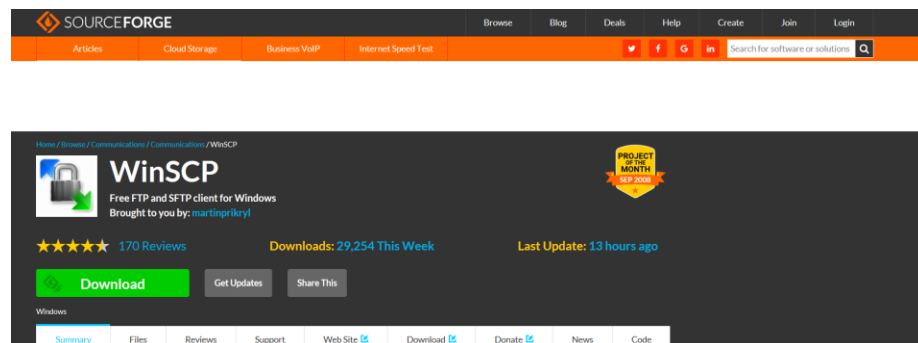 SOURCEFORGE
Browse Blog Deals Help Create Join Login
Articles Cloud Storage Business VoIP Internet Speed Test
f G in Search for software or solutions
Home / Browse / Communications / Communications / WinSCP
WinSCP
Free FTP and SFTP client for Windows
Brought to you by: martinprikryl
PROJECT
OF THE
MONTH
SEP 2008
170 Reviews Downloads: 29,254 This Week Last Update: 13 hours ago
Download Get Updates Share This
Windows
Summary Files Reviews Support Web Site Download Donate News Code